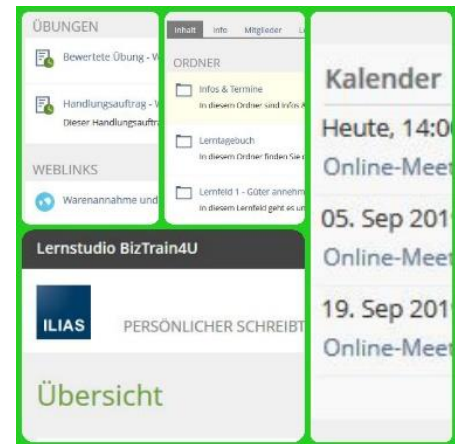 ÜBUNGEN
Bewertete Übung - W
Handlungsauftrag - W
Dieser Handlungsauftra
WEBLINKS
Warenannahme und
Inhalt Info Mitglieder
ORDNER
Infos & Termine
In diesem Ordner sind Infos
Lerntagebuch
In diesem Ordner finden Sie
Lernfeld 1 - Güter annehm
In diesem Lernfeld geht es un
Kalender
Heute, 14:00
Online-Meet
05. Sep 201
Online-Meet
19. Sep 201
Online-Meet
Lernstudio BizTrain4U
ILIAS
PERSÖNLICHER SCHREIBT
Übersicht